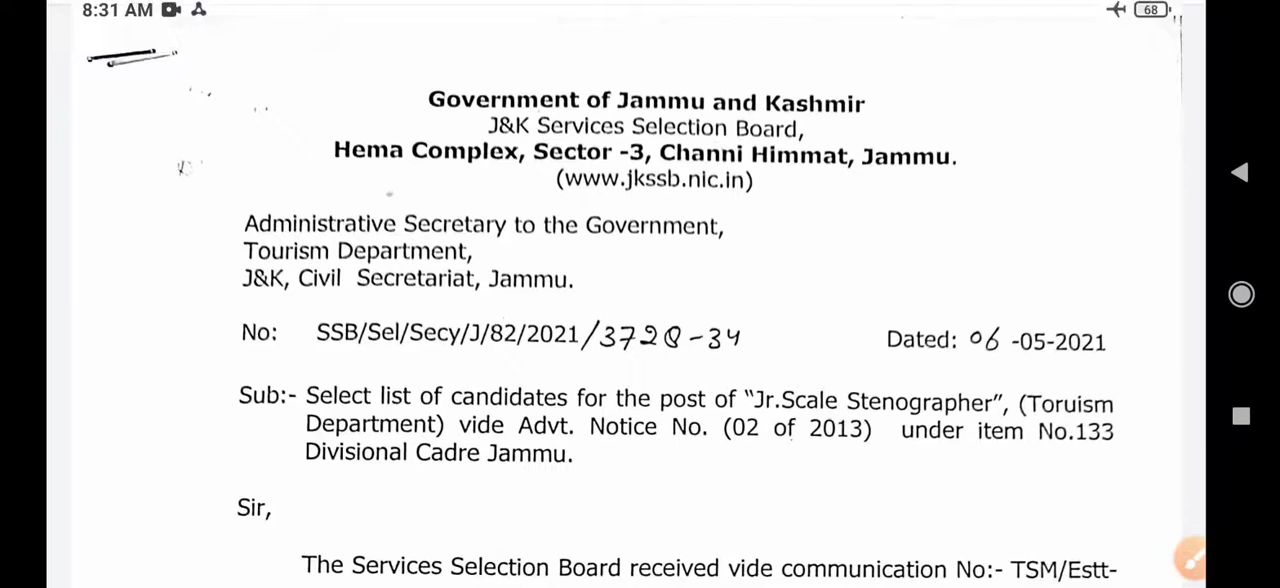 8:31 AM
68
Government of Jammu and Kashmir
J&K Services Selection Board,
Hema Complex, Sector -3, Channi Himmat, Jammu.
(www.jkssb.nic.in)
Administrative Secretary to the Government,
Tourism Department,
J&K, Civil Secretariat, Jammu.
No: SSB/Sel/Secy/J/82/2021/3728-34 Dated: 06 -05-2021
Sub:- Select list of candidates for the post of "Jr.Scale Stenographer", (Toruism
Department) vide Advt. Notice No. (02 of 2013) under item No.133
Divisional Cadre Jammu.
Sir,
The Services Selection Board received vide communication No:- TSM/Estt-